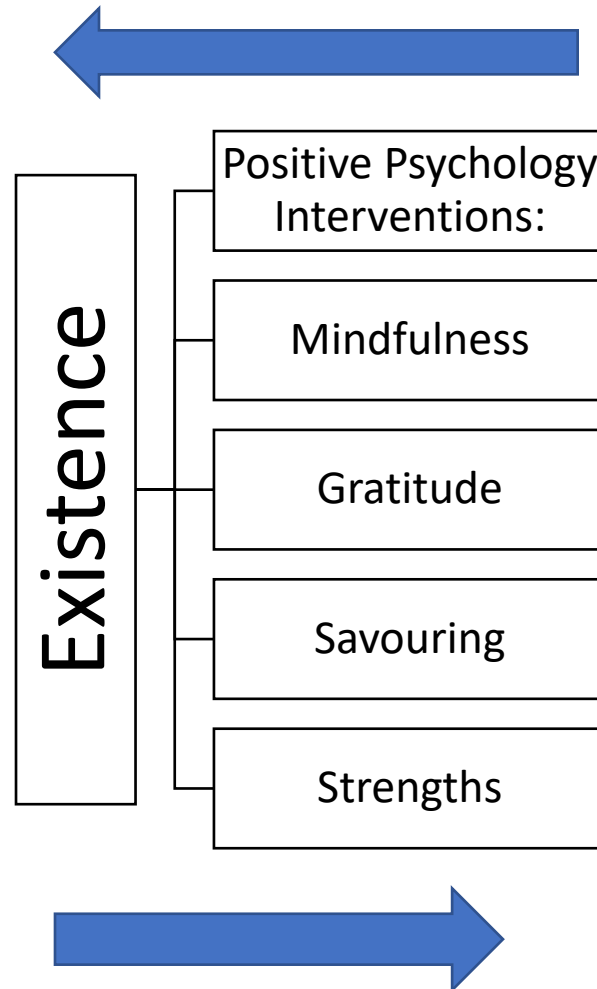 Existence
Positive Psychology
Interventions:
Mindfulness
Gratitude
Savouring
Strengths